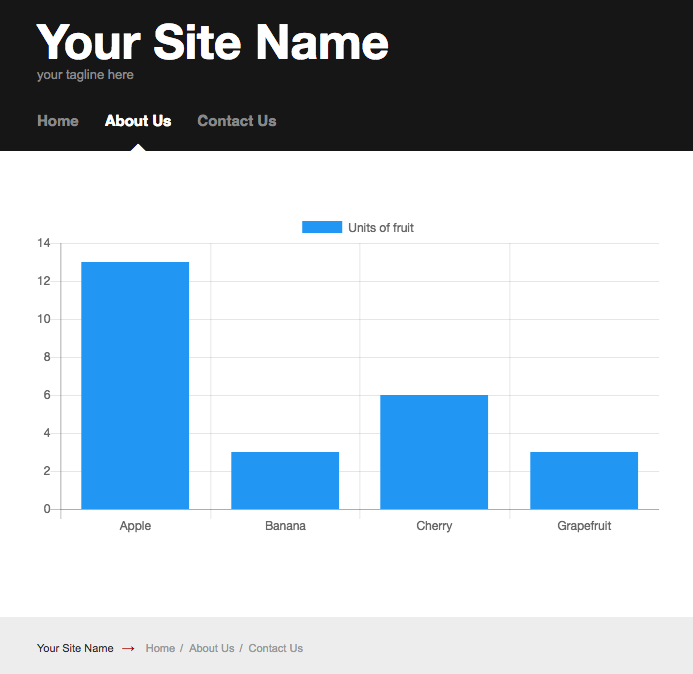 Your Site Name
your tagline here
Home About Us Contact Us
Units of fruit
14
12
10
8
6
4
2
0
Apple Banana Cherry Grapefruit
Your Site Name → Home / About Us / Contact Us